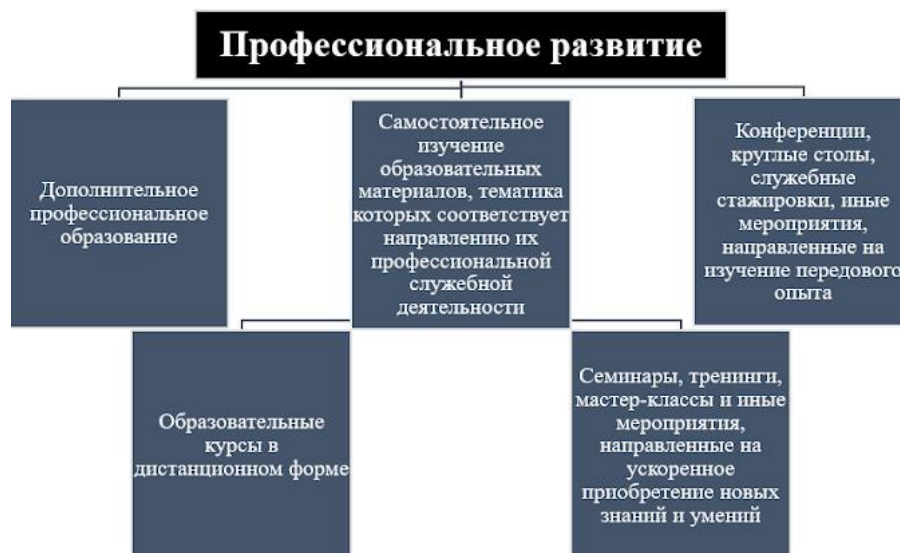 Профессиональное развитие
Дополнительное
профессиональное
образование
Самостоятельное
изучение
образовательных
материалов, тематика
которых соответствует
направлению их
профессиональной
служебной
деятельности
Конференции,
круглые столы,
служебные
стажировки, иные
мероприятия,
направленные на
изучение передового
опыта
Образовательные
курсы в
дистанционном форме
Семинары, тренинги,
мастер-классы и иные
мероприятия,
направленные на
ускоренное
приобретение новых
знаний и умений